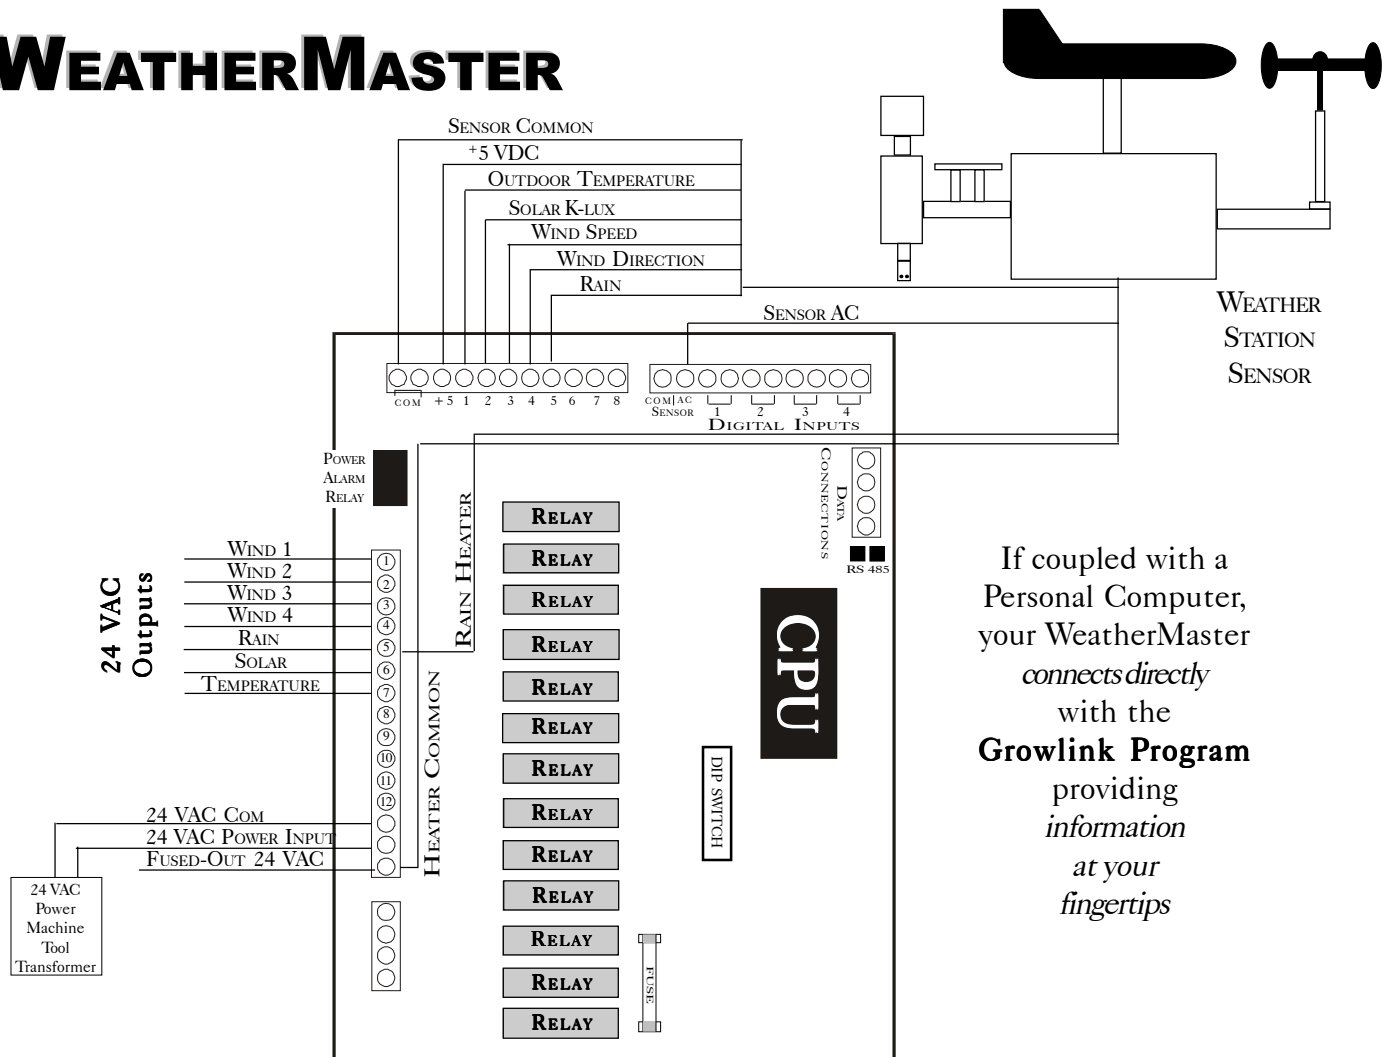 WEATHERMASTER
SENSOR COMMON
+5 VDC
OUTDOOR TEMPERATURE
SOLAR K-LUX
WIND SPEED
WIND DIRECTION
RAIN
SENSOR AC
WEATHER
STATION
SENSOR
COM +5 1 2 3 4 5 6 7 8
COM|AC
SENSOR
1 2 3 4
DIGITAL INPUTS
POWER
ALARM
RELAY
DATA
CONNECTIONS
RS 485
RAIN HEATER
HEATER COMMON
24 VAC
Outputs
WIND 1
WIND 2
WIND 3
WIND 4
RAIN
SOLAR
TEMPERATURE
1
2
3
4
5
6
7
8
9
10
11
12
24 VAC COM
24 VAC POWER INPUT
FUSED-OUT 24 VAC
24 VAC
Power
Machine
Tool
Transformer
RELAY
RELAY
RELAY
RELAY
RELAY
RELAY
RELAY
RELAY
RELAY
RELAY
RELAY
RELAY
RELAY
CPU
DIP SWITCH
FUSE
If coupled with a
Personal Computer,
your WeatherMaster
connects directly
with the
Growlink Program
providing
information
at your
fingertips